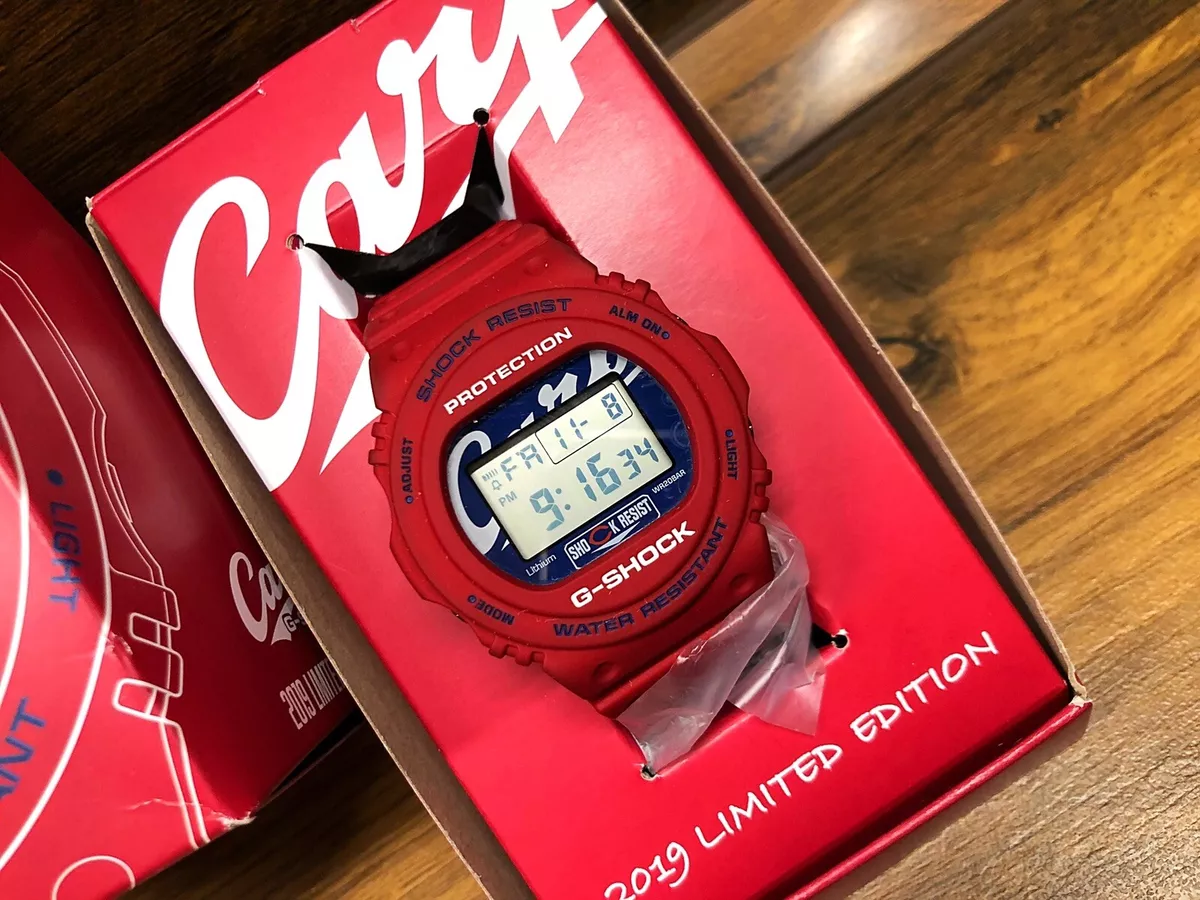 Carp
SHOCK RESIST
ALM ON
PROTECTION
Carp
ADJUST
LIGHT
FR 11- 8
PM 9:16 34
WR20BAR
Lithium
SHOCK RESIST
G-SHOCK
MODE
WATER RESISTANT
2019 LIMITED EDITION
LIGHT
2019